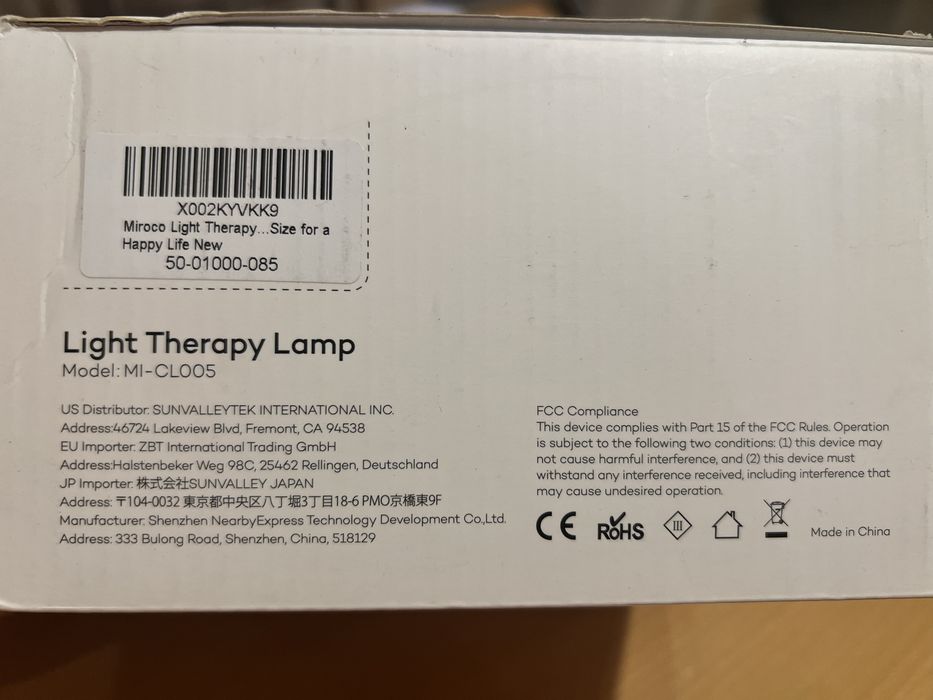 X002KYVKK9
Miroco Light Therapy...Size for a
Happy Life New
50-01000-085
Light Therapy Lamp
Model: MI-CL005
US Distributor: SUNVALLEYTEK INTERNATIONAL INC.
Address:46724 Lakeview Blvd, Fremont, CA 94538
EU Importer: ZBT International Trading GmbH
Address:Halstenbeker Weg 98C, 25462 Rellingen, Deutschland
JP Importer: 株式会社SUNVALLEY JAPAN
Address: 〒104-0032 東京都中央区八丁堀3丁目18-6 PMO京橋東9F
Manufacturer: Shenzhen NearbyExpress Technology Development Co.,Ltd.
Address: 333 Bulong Road, Shenzhen, China, 518129
FCC Compliance
This device complies with Part 15 of the FCC Rules. Operation
is subject to the following two conditions: (1) this device may
not cause harmful interference, and (2) this device must
withstand any interference received, including interference that
may cause undesired operation.
CE RoHS III Made in China